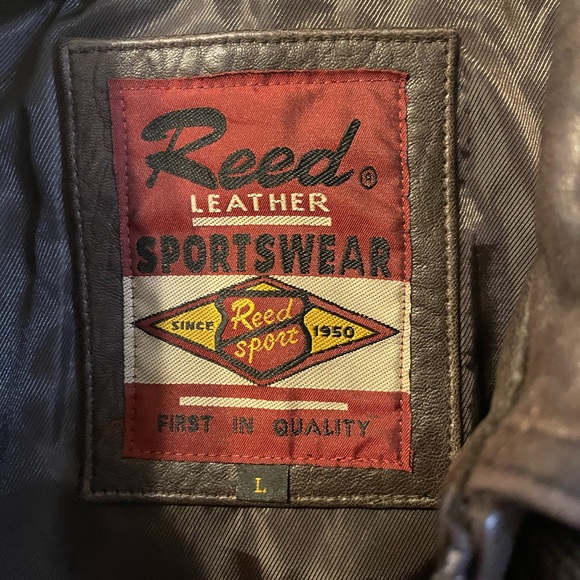 Reed ®
LEATHER
SPORTSWEAR
SINCE Reed 1950
sport
FIRST IN QUALITY
L